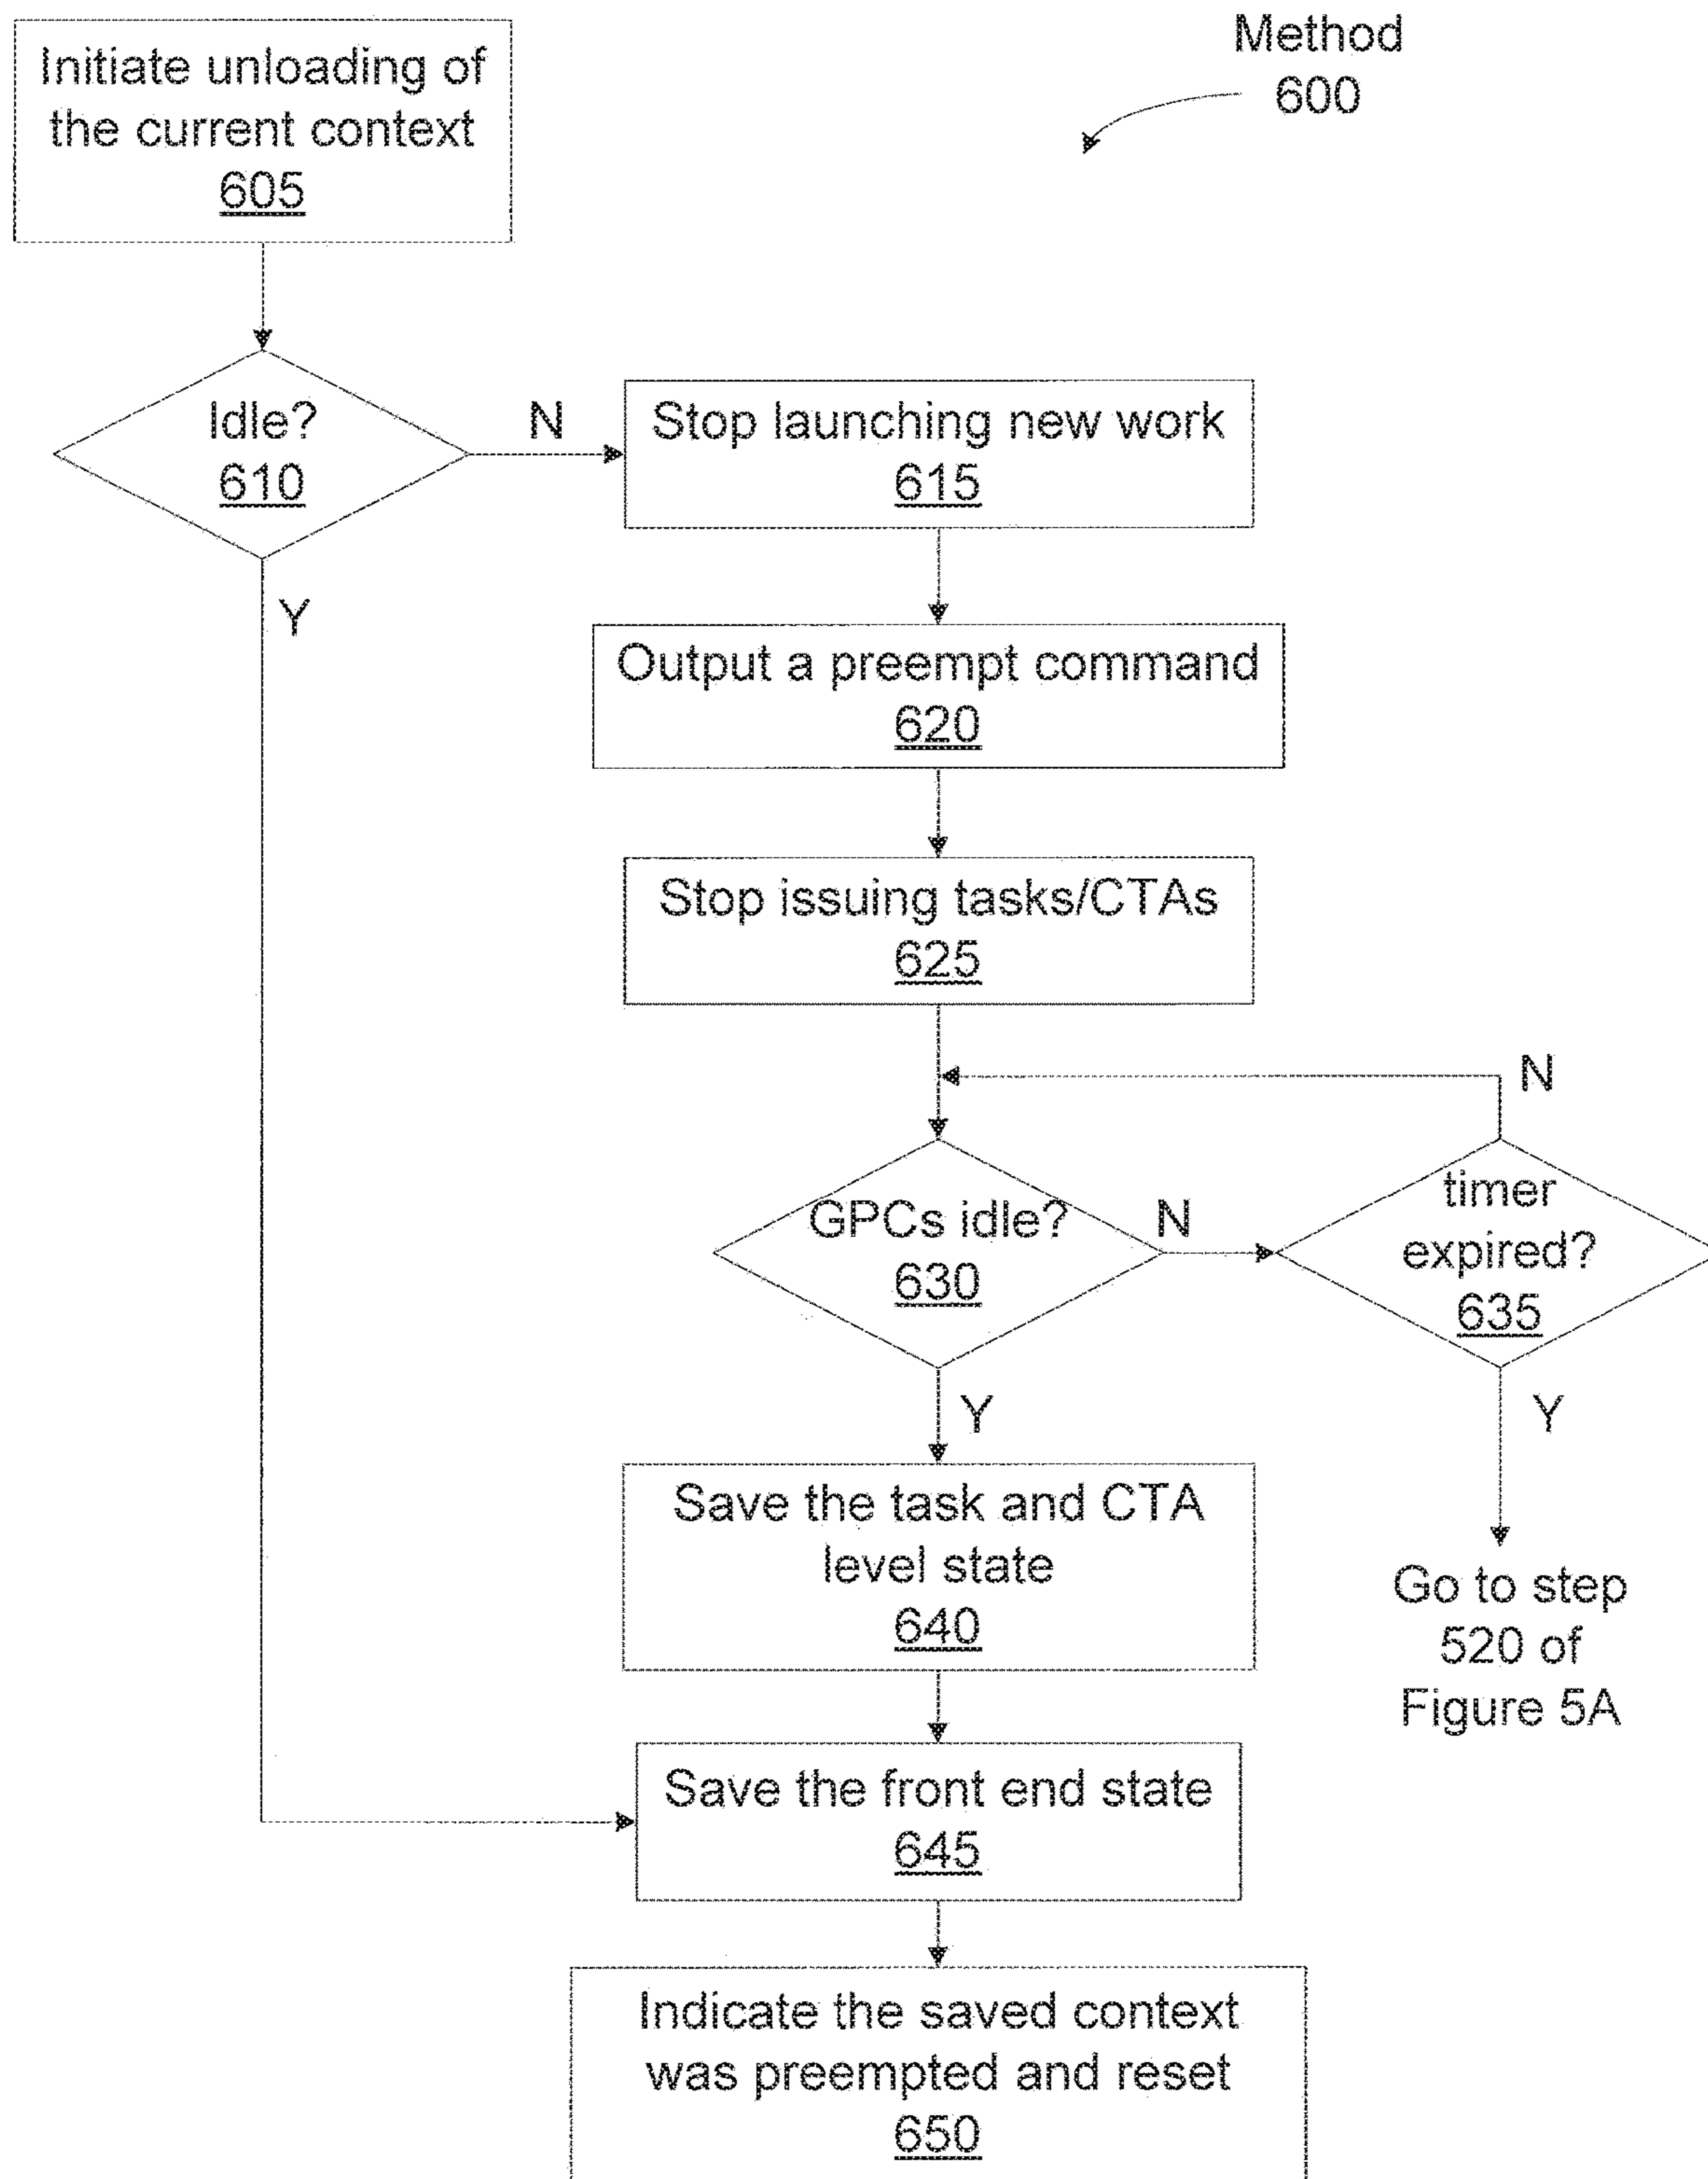 Method
600
Initiate unloading of
the current context
605
Idle?
610
N
Y
Stop launching new work
615
Output a preempt command
620
Stop issuing tasks/CTAs
625
N
GPCs idle?
630
N
timer
expired?
635
Y
Y
Save the task and CTA
level state
640
Go to step
520 of
Figure 5A
Save the front end state
645
Indicate the saved context
was preempted and reset
650